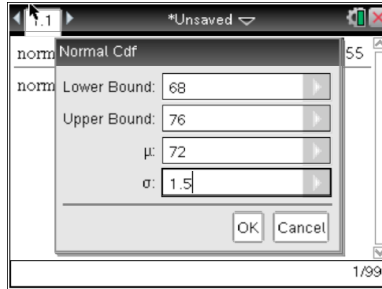 1.1 *Unsaved
norm Normal Cdf 55
norm Lower Bound: 68
Upper Bound: 76
μ: 72
σ: 1.5
OK Cancel
1/99